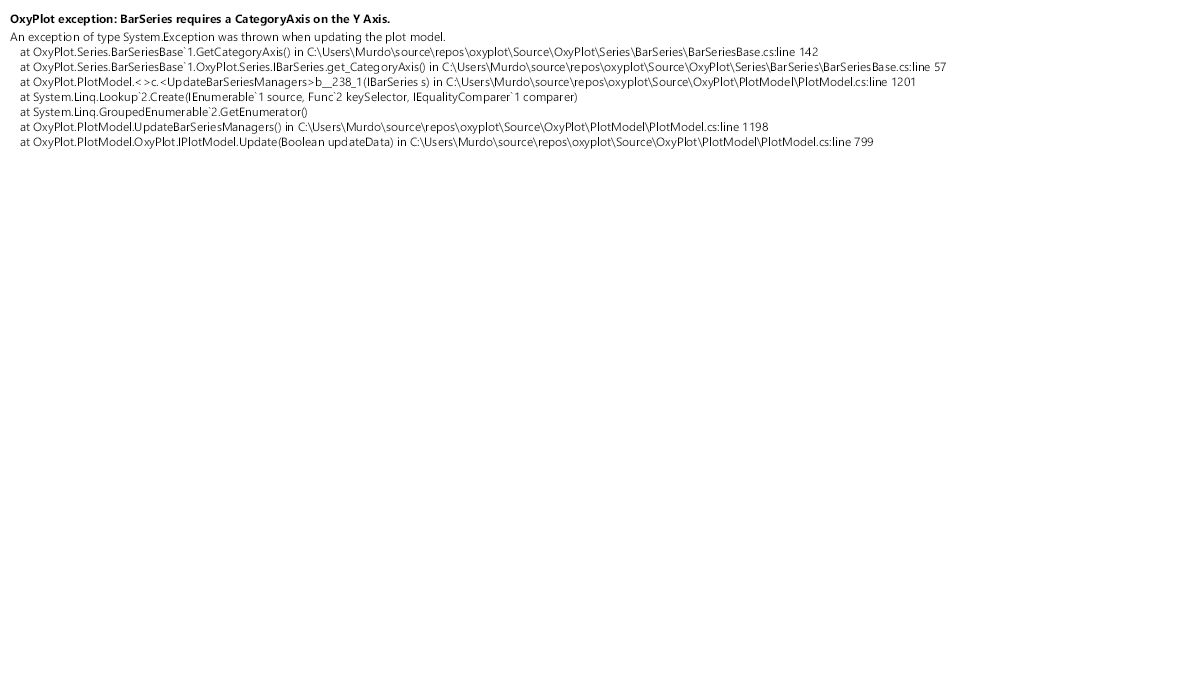 OxyPlot exception: BarSeries requires a CategoryAxis on the Y Axis.
An exception of type System.Exception was thrown when updating the plot model.
at OxyPlot.Series.BarSeriesBase`1.GetCategoryAxis() in C:\Users\Murdo\source\repos\oxyplot\Source\OxyPlot\Series\BarSeries\BarSeriesBase.cs:line 142
at OxyPlot.Series.BarSeriesBase`1.OxyPlot.Series.IBarSeries.get_CategoryAxis() in C:\Users\Murdo\source\repos\oxyplot\Source\OxyPlot\Series\BarSeries\BarSeriesBase.cs:line 57
at OxyPlot.PlotModel.<>c.<UpdateBarSeriesManagers>b__238_1(IBarSeries s) in C:\Users\Murdo\source\repos\oxyplot\Source\OxyPlot\PlotModel\PlotModel.cs:line 1201
at System.Linq.Lookup`2.Create(IEnumerable`1 source, Func`2 keySelector, IEqualityComparer`1 comparer)
at System.Linq.GroupedEnumerable`2.GetEnumerator()
at OxyPlot.PlotModel.UpdateBarSeriesManagers() in C:\Users\Murdo\source\repos\oxyplot\Source\OxyPlot\PlotModel\PlotModel.cs:line 1198
at OxyPlot.PlotModel.OxyPlot.IPlotModel.Update(Boolean updateData) in C:\Users\Murdo\source\repos\oxyplot\Source\OxyPlot\PlotModel\PlotModel.cs:line 799